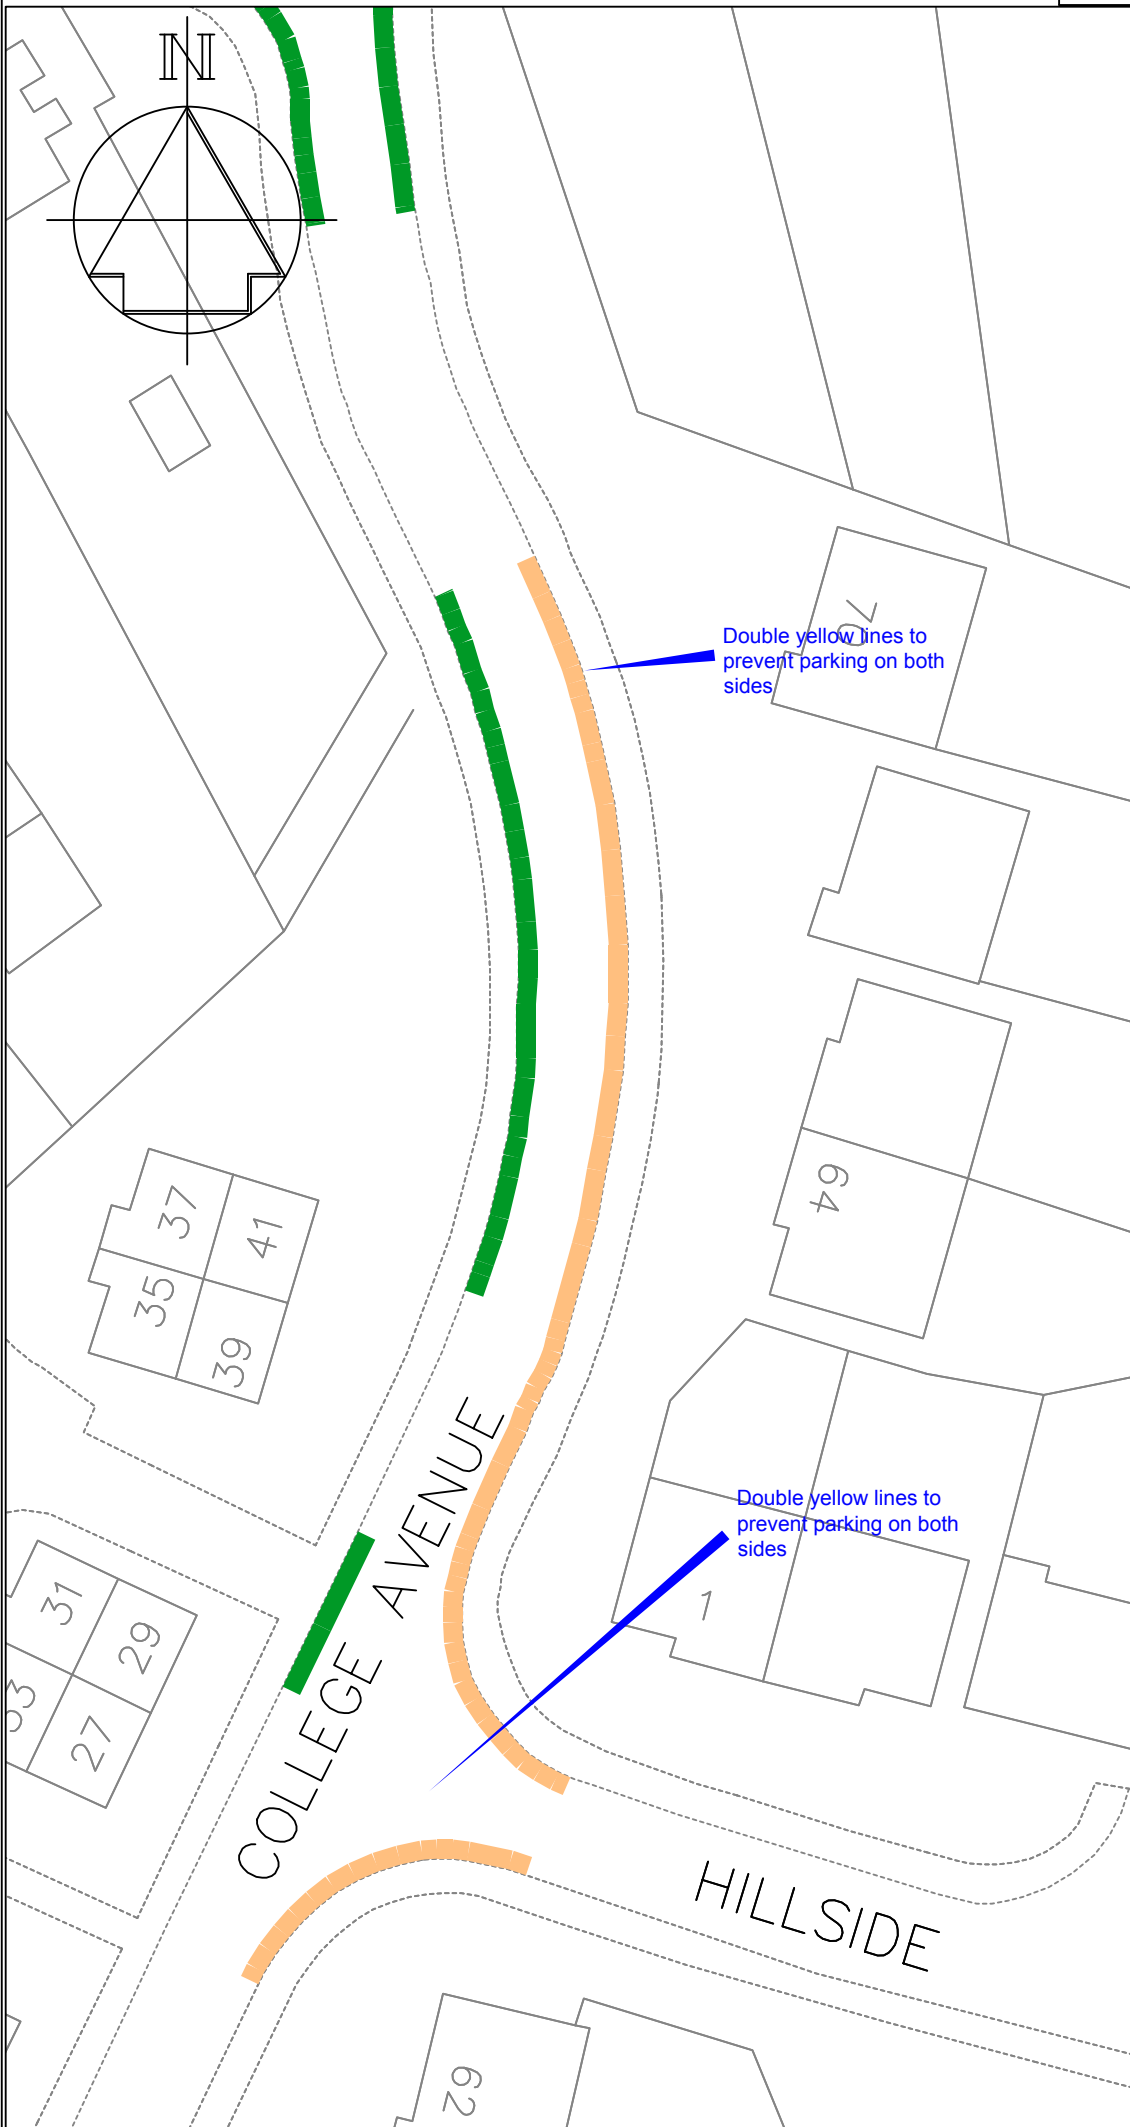 N
70
Double yellow lines to
prevent parking on both
sides
64
37
41
35
39
COLLEGE AVENUE
Double yellow lines to
prevent parking on both
sides
1
31
29
33
27
HILLSIDE
62